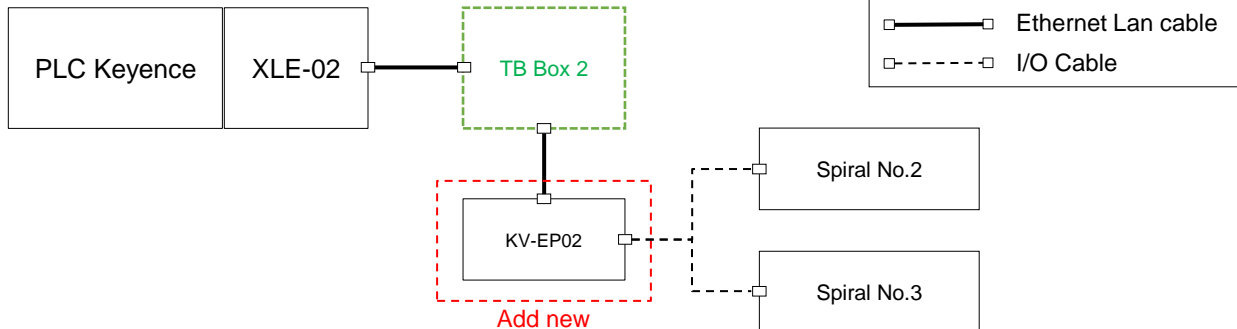 Ethernet Lan cable
I/O Cable
PLC Keyence
XLE-02
TB Box 2
Spiral No.2
KV-EP02
Spiral No.3
Add new